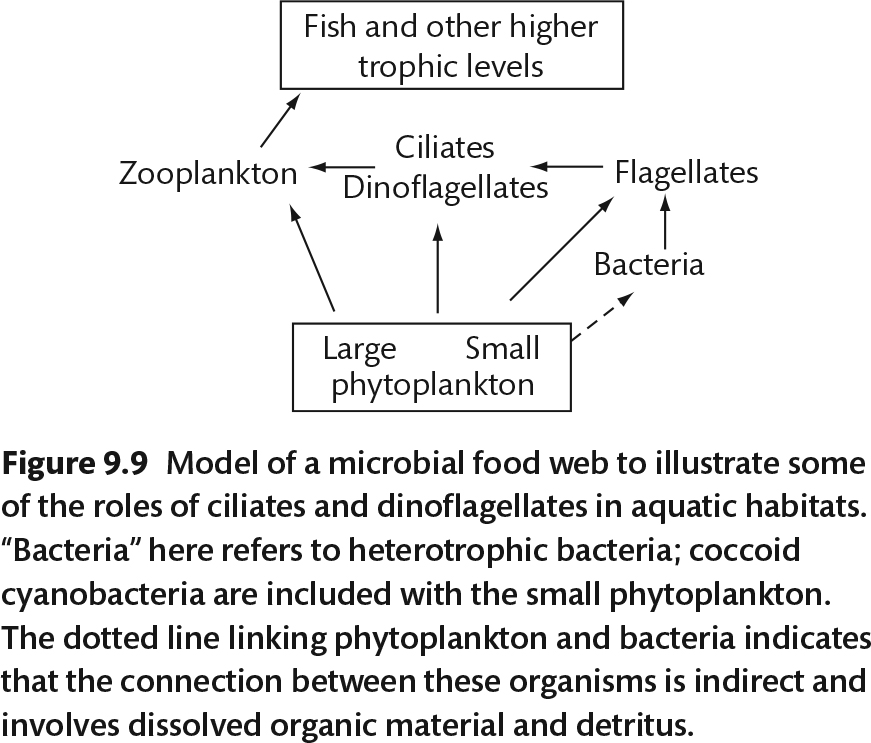 Fish and other higher
trophic levels
Zooplankton
Ciliates
Dinoflagellates
Flagellates
Bacteria
Large Small
phytoplankton
Figure 9.9 Model of a microbial food web to illustrate some
of the roles of ciliates and dinoflagellates in aquatic habitats.
“Bacteria” here refers to heterotrophic bacteria; coccoid
cyanobacteria are included with the small phytoplankton.
The dotted line linking phytoplankton and bacteria indicates
that the connection between these organisms is indirect and
involves dissolved organic material and detritus.